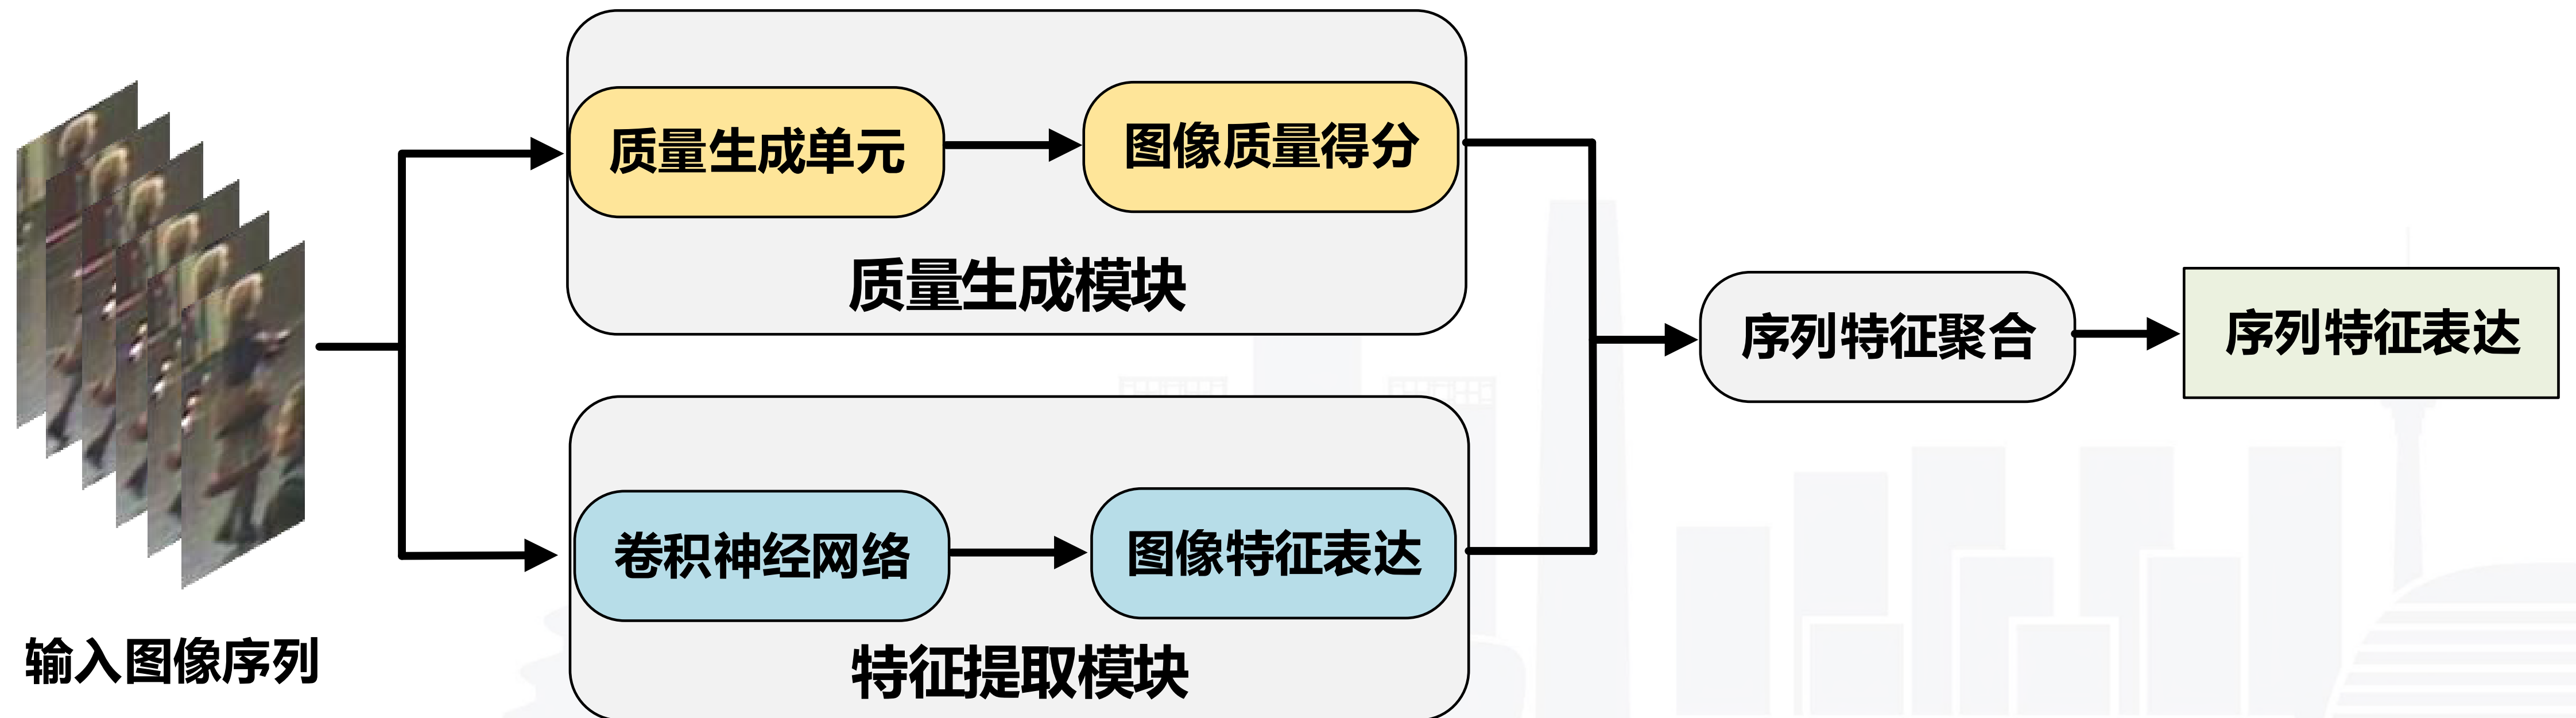 质量生成单元
图像质量得分
质量生成模块
序列特征聚合
序列特征表达
卷积神经网络
图像特征表达
特征提取模块
输入图像序列